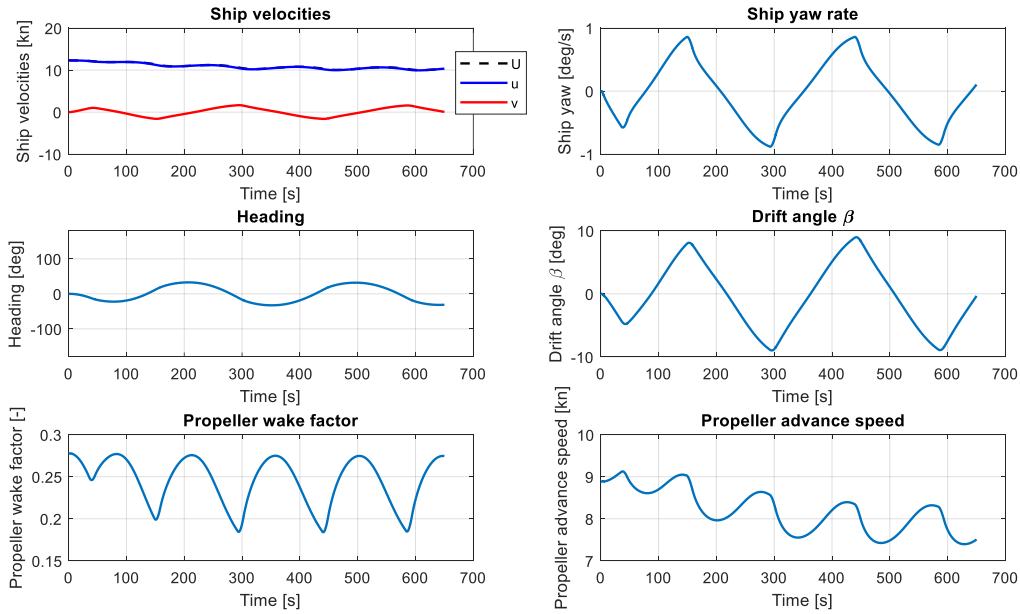 Ship velocities
Ship velocities [kn]
20
10
0
-10
0 100 200 300 400 500 600 700
Time [s]
U
u
v
Ship yaw rate
Ship yaw [deg/s]
1
0
-1
0 100 200 300 400 500 600 700
Time [s]
Heading
Heading [deg]
100
0
-100
0 100 200 300 400 500 600 700
Time [s]
Drift angle β
Drift angle β [deg]
10
0
-10
0 100 200 300 400 500 600 700
Time [s]
Propeller wake factor
Propeller wake factor [-]
0.3
0.25
0.2
0.15
0 100 200 300 400 500 600 700
Time [s]
Propeller advance speed
Propeller advance speed [kn]
10
9
8
7
0 100 200 300 400 500 600 700
Time [s]